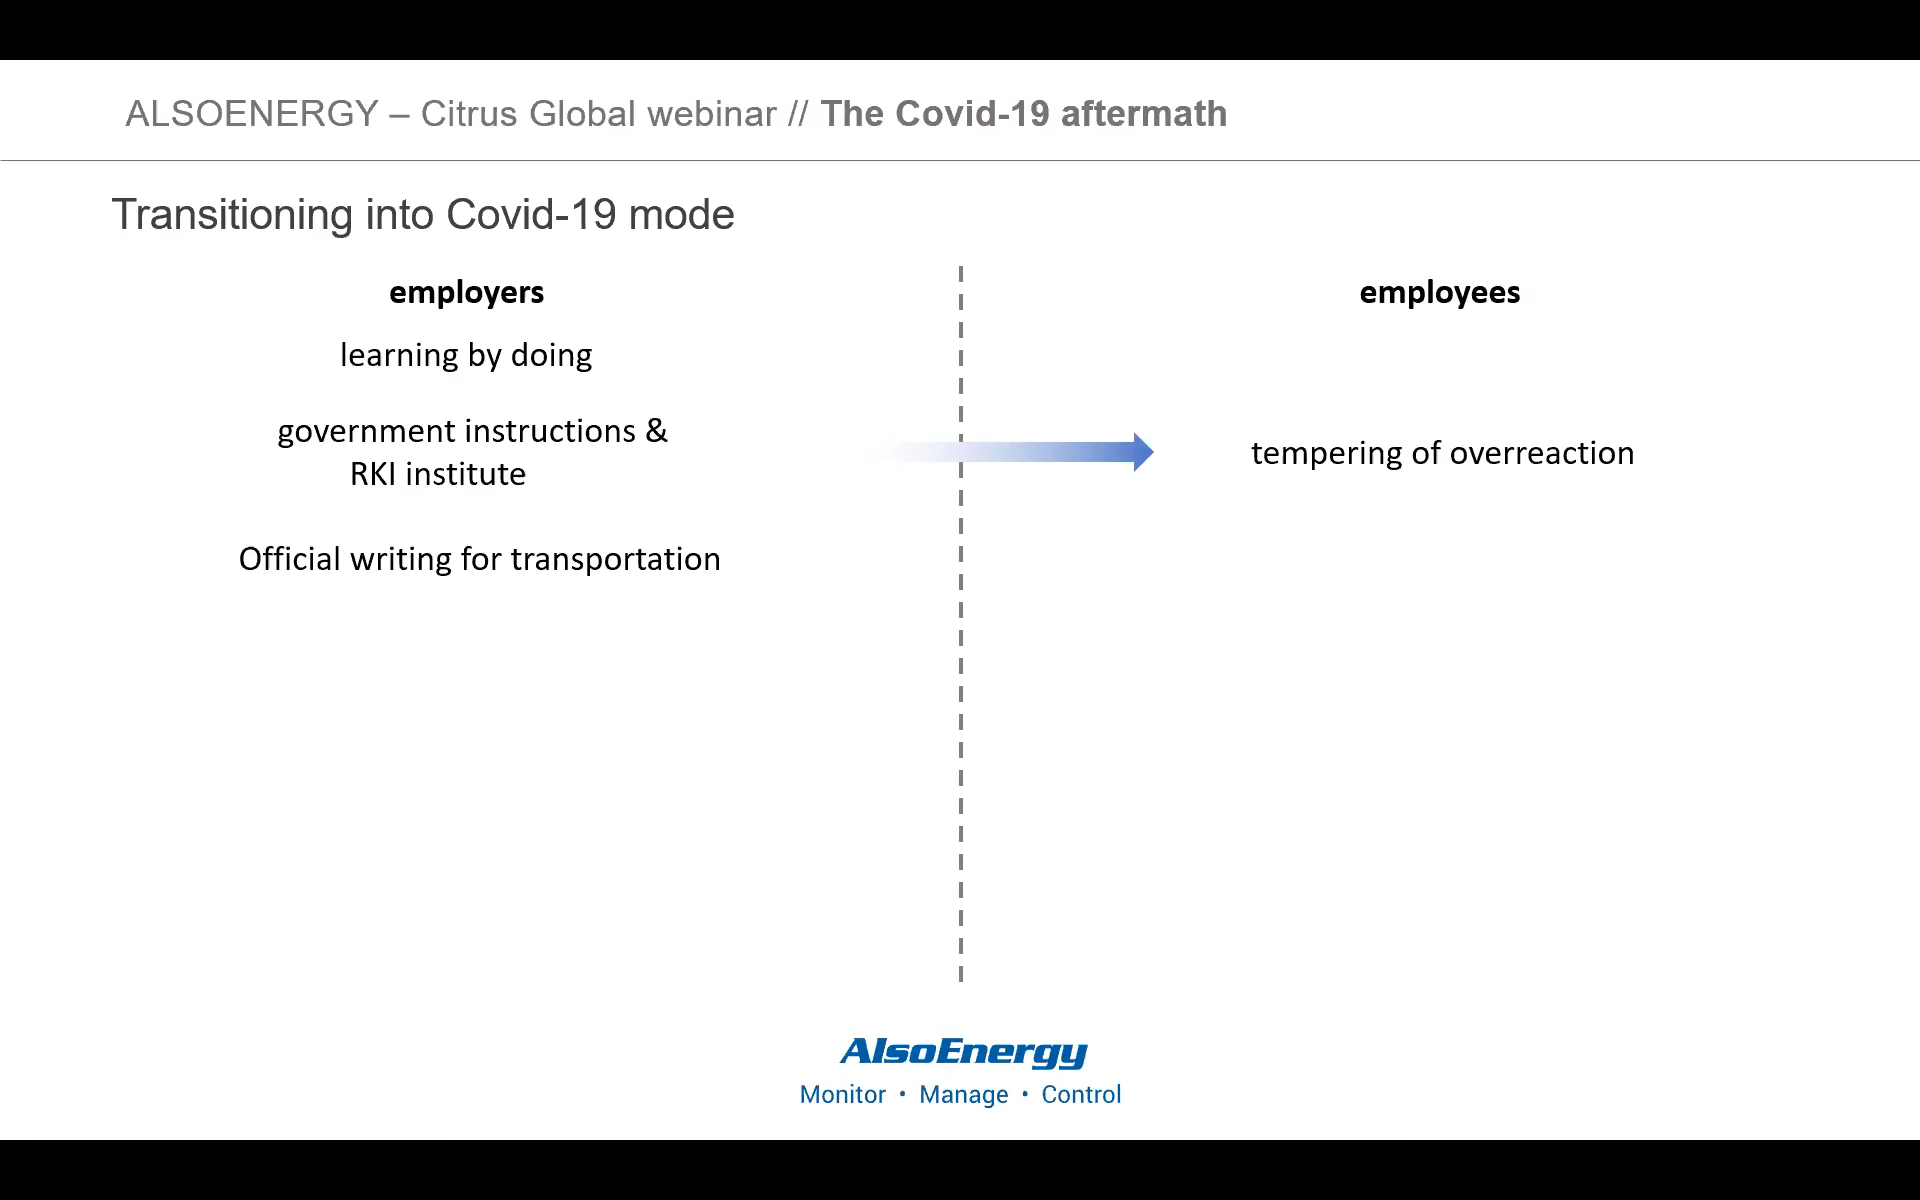 ALSOENERGY – Citrus Global webinar // The Covid-19 aftermath
Transitioning into Covid-19 mode
employers
learning by doing
government instructions &
RKI institute
Official writing for transportation
employees
tempering of overreaction
AlsoEnergy
Monitor • Manage • Control